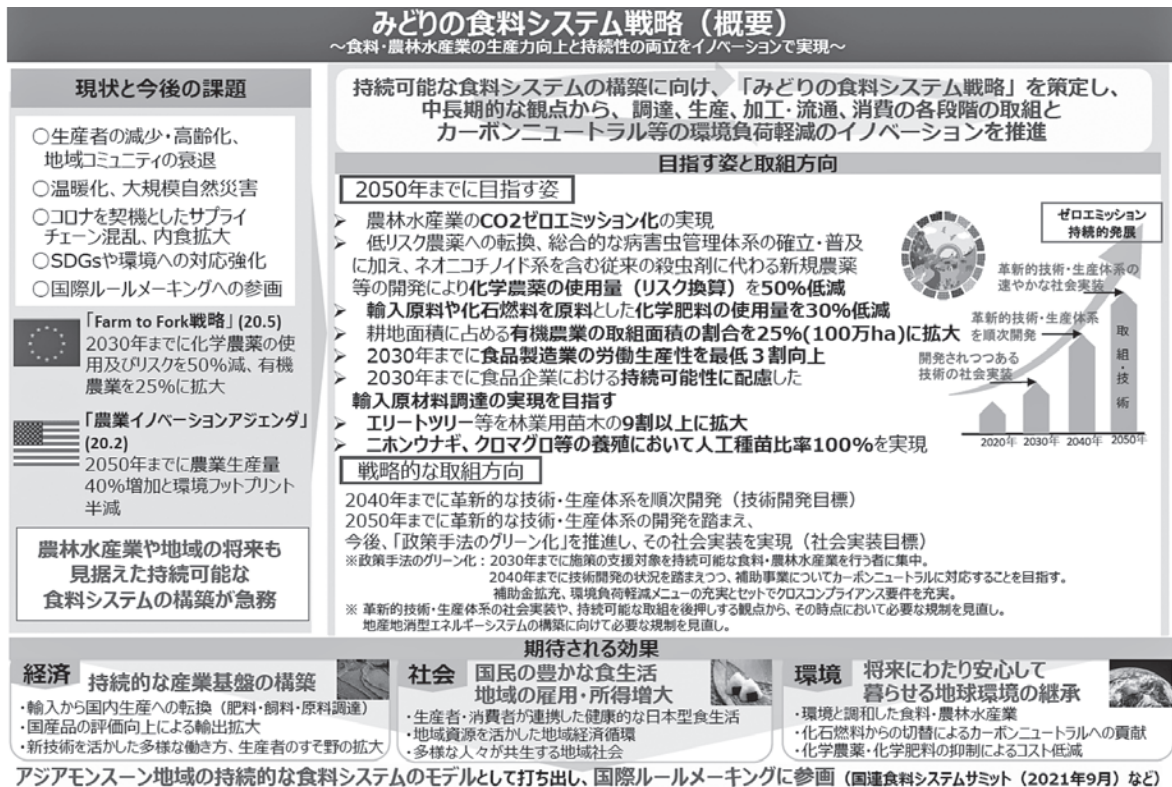 みどりの食料システム戦略（概要）
～食料・農林水産業の生産力向上と持続性の両立をイノベーションで実現～
現状と今後の課題
○生産者の減少・高齢化、
地域コミュニティの衰退
○温暖化、大規模自然災害
○コロナを契機としたサプライ
チェーン混乱、内食拡大
○SDGsや環境への対応強化
○国際ルールメーキングへの参画
「Farm to Fork戦略」(20.5)
2030年までに化学農薬の使
用及びリスクを50%減、有機
農業を25%に拡大
「農業イノベーションアジェンダ」
(20.2)
2050年までに農業生産量
40%増加と環境フットプリント
半減
農林水産業や地域の将来も
見据えた持続可能な
食料システムの構築が急務
持続可能な食料システムの構築に向け、「みどりの食料システム戦略」を策定し、
中長期的な観点から、調達、生産、加工・流通、消費の各段階の取組と
カーボンニュートラル等の環境負荷軽減のイノベーションを推進
目指す姿と取組方向
2050年までに目指す姿
➢ 農林水産業のCO2ゼロエミッション化の実現
➢ 低リスク農薬への転換、総合的な病害虫管理体系の確立・普及
に加え、ネオニコチノイド系を含む従来の殺虫剤に代わる新規農薬
等の開発により化学農薬の使用量（リスク換算）を50%低減
➢ 輸入原料や化石燃料を原料とした化学肥料の使用量を30%低減
➢ 耕地面積に占める有機農業の取組面積の割合を25%(100万ha)に拡大
➢ 2030年までに食品製造業の労働生産性を最低３割向上
➢ 2030年までに食品企業における持続可能性に配慮した
輸入原材料調達の実現を目指す
➢ エリートツリー等を林業用苗木の9割以上に拡大
➢ ニホンウナギ、クロマグロ等の養殖において人工種苗比率100%を実現
ゼロエミッション
持続的発展
革新的技術・生産体系の
速やかな社会実装
革新的技術・生産体系
を順次開発
開発されつつある
技術の社会実装
取組・技術
2020年 2030年 2040年 2050年
戦略的な取組方向
2040年までに革新的な技術・生産体系を順次開発（技術開発目標）
2050年までに革新的な技術・生産体系の開発を踏まえ、
今後、「政策手法のグリーン化」を推進し、その社会実装を実現（社会実装目標）
※政策手法のグリーン化：2030年までに施策の支援対象を持続可能な食料・農林水産業を行う者に集中。
2040年までに技術開発の状況を踏まえつつ、補助事業についてカーボンニュートラルに対応することを目指す。
補助金拡充、環境負荷軽減メニューの充実とセットでクロスコンプライアンス要件を充実。
※ 革新的技術・生産体系の社会実装や、持続可能な取組を後押しする観点から、その時点において必要な規制を見直し。
地産地消型エネルギーシステムの構築に向けて必要な規制を見直し。
期待される効果
経済
持続的な産業基盤の構築
・輸入から国内生産への転換（肥料・飼料・原料調達）
・国産品の評価向上による輸出拡大
・新技術を活かした多様な働き方、生産者のすそ野の拡大
社会
国民の豊かな食生活
地域の雇用・所得増大
・生産者・消費者が連携した健康的な日本型食生活
・地域資源を活かした地域経済循環
・多様な人々が共生する地域社会
環境
将来にわたり安心して
暮らせる地球環境の継承
・環境と調和した食料・農林水産業
・化石燃料からの切替によるカーボンニュートラルへの貢献
・化学農薬・化学肥料の抑制によるコスト低減
アジアモンスーン地域の持続的な食料システムのモデルとして打ち出し、国際ルールメーキングに参画（国連食料システムサミット（2021年9月）など）